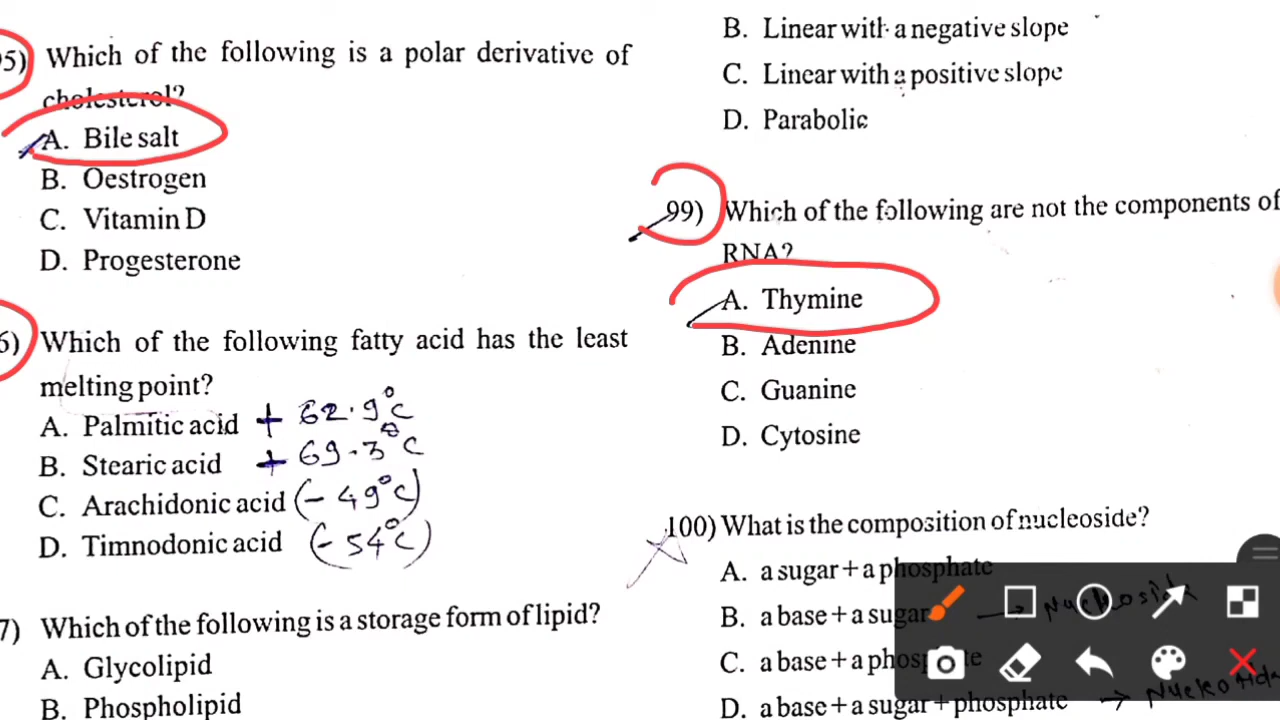 95) Which of the following is a polar derivative of
cholesterol?
A. Bile salt
B. Oestrogen
C. Vitamin D
D. Progesterone
6) Which of the following fatty acid has the least
melting point?
A. Palmitic acid + 62.9°C
B. Stearic acid + 69.3°C
C. Arachidonic acid (- 49°C)
D. Timnodonic acid (- 54°C)
7) Which of the following is a storage form of lipid?
A. Glycolipid
B. Phospholipid
B. Linear with a negative slope
C. Linear with a positive slope
D. Parabolic
99) Which of the following are not the components of
RNA?
A. Thymine
B. Adenine
C. Guanine
D. Cytosine
100) What is the composition of nucleoside?
A. a sugar + a phosphate
B. a base + a sugar →
C. a base + a phosphate
D. a base + a sugar + phosphate →